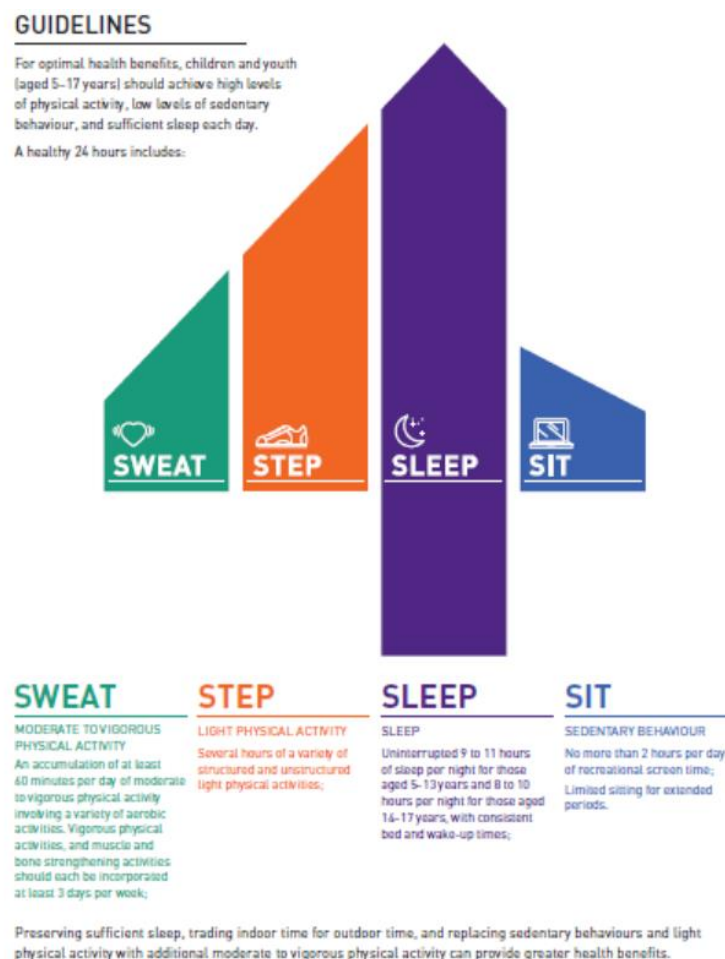 GUIDELINES
For optimal health benefits, children and youth
(aged 5–17 years) should achieve high levels
of physical activity, low levels of sedentary
behaviour, and sufficient sleep each day.
A healthy 24 hours includes:
SWEAT
STEP
SLEEP
SIT
SWEAT
MODERATE TO VIGOROUS
PHYSICAL ACTIVITY
An accumulation of at least
60 minutes per day of moderate
to vigorous physical activity
involving a variety of aerobic
activities. Vigorous physical
activities, and muscle and
bone strengthening activities
should each be incorporated
at least 3 days per week;
STEP
LIGHT PHYSICAL ACTIVITY
Several hours of a variety of
structured and unstructured
light physical activities;
SLEEP
SLEEP
Uninterrupted 9 to 11 hours
of sleep per night for those
aged 5–13 years and 8 to 10
hours per night for those aged
14–17 years, with consistent
bed and wake-up times;
SIT
SEDENTARY BEHAVIOUR
No more than 2 hours per day
of recreational screen time;
Limited sitting for extended
periods.
Preserving sufficient sleep, trading indoor time for outdoor time, and replacing sedentary behaviours and light
physical activity with additional moderate to vigorous physical activity can provide greater health benefits.